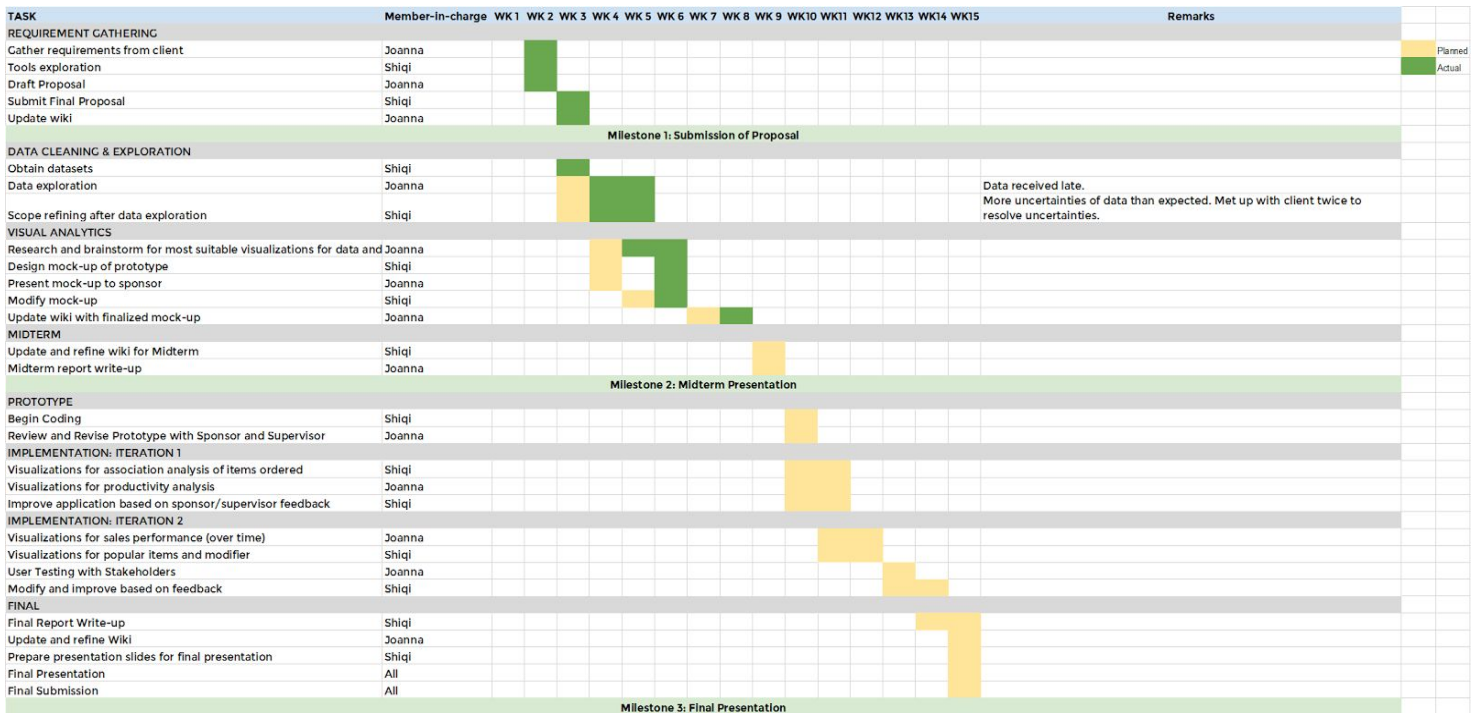 TASK Member-in-charge WK 1 WK 2 WK 3 WK 4 WK 5 WK 6 WK 7 WK 8 WK 9 WK10 WK11 WK12 WK13 WK14 WK15 Remarks
REQUIREMENT GATHERING
Gather requirements from client Joanna Planned
Tools exploration Shiqi Actual
Draft Proposal Joanna
Submit Final Proposal Shiqi
Update wiki Joanna
Milestone 1: Submission of Proposal
DATA CLEANING & EXPLORATION
Obtain datasets Shiqi
Data exploration Joanna Data received late.
More uncertainties of data than expected. Met up with client twice to
Scope refining after data exploration Shiqi resolve uncertainties.
VISUAL ANALYTICS
Research and brainstorm for most suitable visualizations for data and Joanna
Design mock-up of prototype Shiqi
Present mock-up to sponsor Joanna
Modify mock-up Shiqi
Update wiki with finalized mock-up Joanna
MIDTERM
Update and refine wiki for Midterm Shiqi
Midterm report write-up Joanna
Milestone 2: Midterm Presentation
PROTOTYPE
Begin Coding Shiqi
Review and Revise Prototype with Sponsor and Supervisor Joanna
IMPLEMENTATION: ITERATION 1
Visualizations for association analysis of items ordered Shiqi
Visualizations for productivity analysis Joanna
Improve application based on sponsor/supervisor feedback Shiqi
IMPLEMENTATION: ITERATION 2
Visualizations for sales performance (over time) Joanna
Visualizations for popular items and modifier Shiqi
User Testing with Stakeholders Joanna
Modify and improve based on feedback Shiqi
FINAL
Final Report Write-up Shiqi
Update and refine Wiki Joanna
Prepare presentation slides for final presentation Shiqi
Final Presentation All
Final Submission All
Milestone 3: Final Presentation